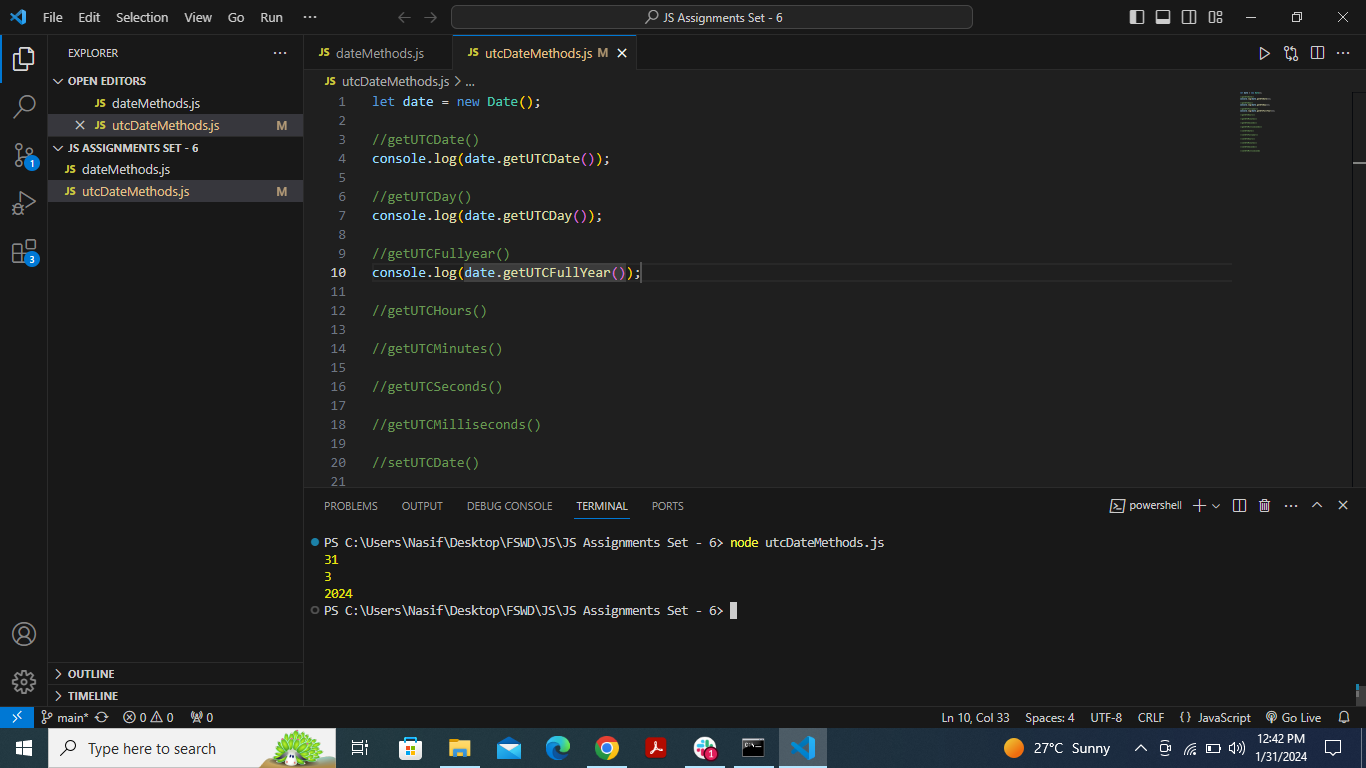 File Edit Selection View Go Run ···
JS Assignments Set - 6
EXPLORER
OPEN EDITORS
JS dateMethods.js
JS utcDateMethods.js M
JS ASSIGNMENTS SET - 6
JS dateMethods.js
JS utcDateMethods.js M
OUTLINE
TIMELINE
1
3
JS dateMethods.js
JS utcDateMethods.js M
JS utcDateMethods.js > ...
1 let date = new Date();
2
3 //getUTCDate()
4 console.log(date.getUTCDate());
5
6 //getUTCDay()
7 console.log(date.getUTCDay());
8
9 //getUTCFullyear()
10 console.log(date.getUTCFullYear());
11
12 //getUTCHours()
13
14 //getUTCMinutes()
15
16 //getUTCSeconds()
17
18 //getUTCMilliseconds()
19
20 //setUTCDate()
21
PROBLEMS OUTPUT DEBUG CONSOLE TERMINAL PORTS
powershell
PS C:\Users\Nasif\Desktop\FSWD\JS\JS Assignments Set - 6> node utcDateMethods.js
31
3
2024
PS C:\Users\Nasif\Desktop\FSWD\JS\JS Assignments Set - 6>
main* 0 0 0
Ln 10, Col 33 Spaces: 4 UTF-8 CRLF {} JavaScript Go Live
Type here to search
1
27°C Sunny
12:42 PM
1/31/2024